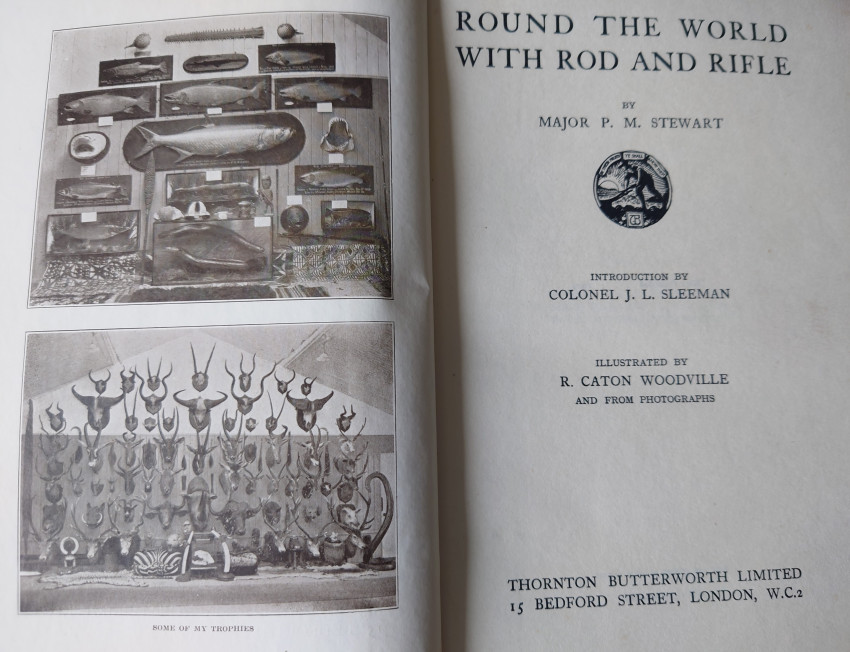 SOME OF MY TROPHIES
ROUND THE WORLD
WITH ROD AND RIFLE
BY
MAJOR P. M. STEWART
TB
INTRODUCTION BY
COLONEL J. L. SLEEMAN
ILLUSTRATED BY
R. CATON WOODVILLE
AND FROM PHOTOGRAPHS
THORNTON BUTTERWORTH LIMITED
15 BEDFORD STREET, LONDON, W.C.2